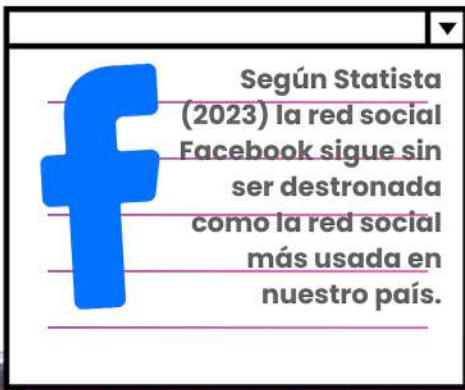 Según Statista
(2023) la red social
Facebook sigue sin
ser destronada
como la red social
más usada en
nuestro país.